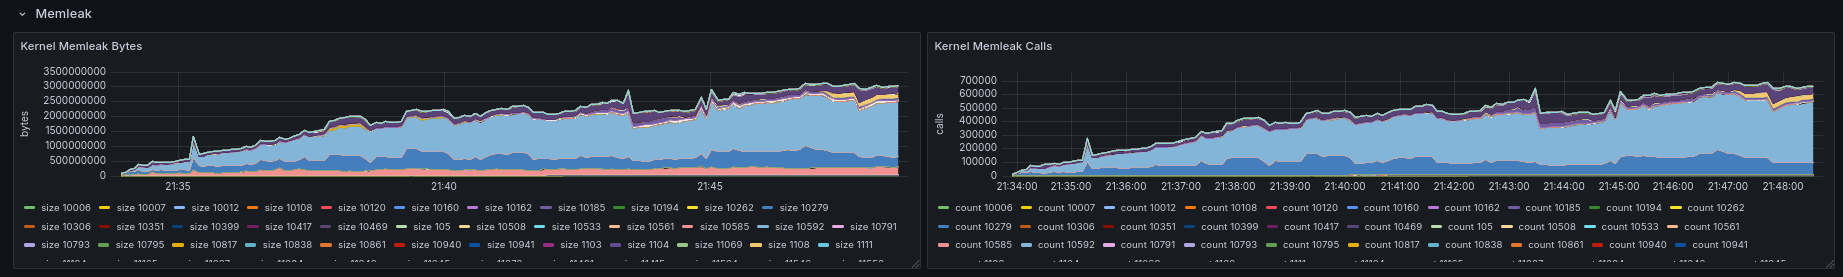 Memleak
Kernel Memleak Bytes
3500000000
3000000000
2500000000
2000000000
1500000000
1000000000
500000000
0
bytes
21:35 21:40 21:45
size 10006 size 10007 size 10012 size 10108 size 10120 size 10160 size 10162 size 10185 size 10194 size 10262 size 10279
size 10306 size 10351 size 10399 size 10417 size 10469 size 105 size 10508 size 10533 size 10561 size 10585 size 10592 size 10791
size 10793 size 10795 size 10817 size 10838 size 10861 size 10940 size 10941 size 1103 size 1104 size 11069 size 1108 size 1111
Kernel Memleak Calls
700000
600000
500000
400000
300000
200000
100000
0
calls
21:34:00 21:35:00 21:36:00 21:37:00 21:38:00 21:39:00 21:40:00 21:41:00 21:42:00 21:43:00 21:44:00 21:45:00 21:46:00 21:47:00 21:48:00
count 10006 count 10007 count 10012 count 10108 count 10120 count 10160 count 10162 count 10185 count 10194 count 10262
count 10279 count 10306 count 10351 count 10399 count 10417 count 10469 count 105 count 10508 count 10533 count 10561
count 10585 count 10592 count 10791 count 10793 count 10795 count 10817 count 10838 count 10861 count 10940 count 10941